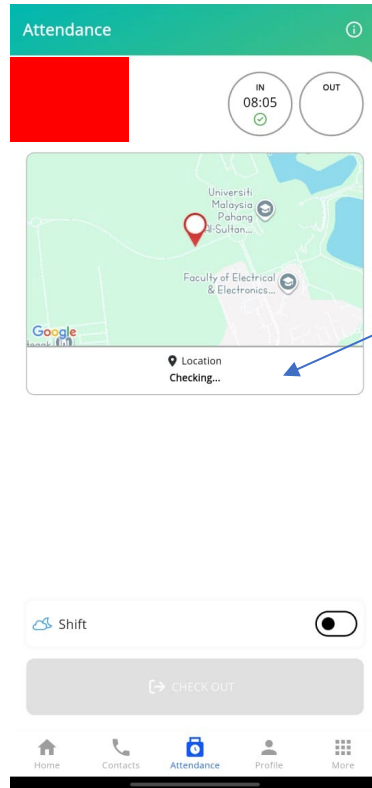 Attendance
IN
08:05
OUT
Universiti
Malaysia
Pahang
Al-Sultan...
Faculty of Electrical
& Electronics...
Google
Location
Checking...
Shift
CHECK OUT
Home
Contacts
Attendance
Profile
More